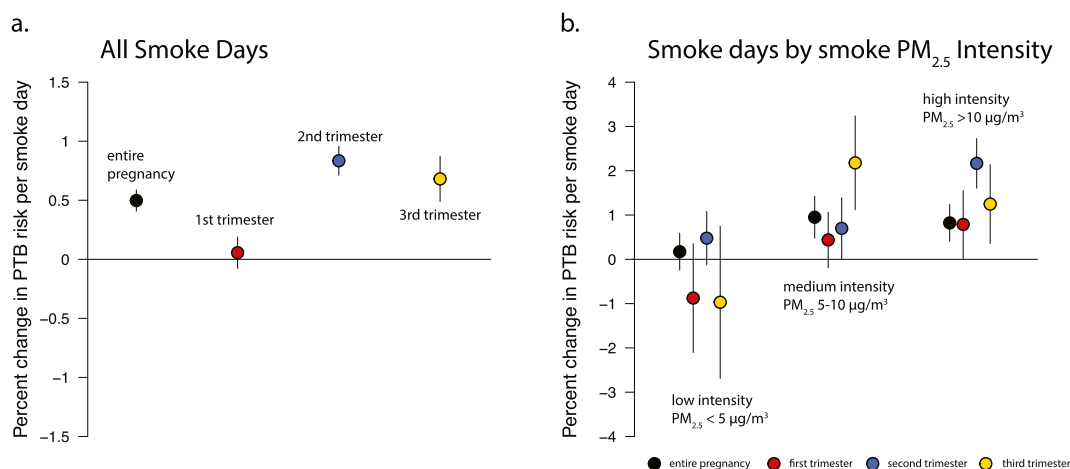 a.
All Smoke Days
Percent change in PTB risk per smoke day
1.5
1
0.5
0
−0.5
−1
−1.5
entire
pregnancy
1st trimester
2nd trimester
3rd trimester
b.
Smoke days by smoke PM2.5 Intensity
Percent change in PTB risk per smoke day
4
3
2
1
0
−1
−2
−3
−4
high intensity
PM2.5 >10 µg/m³
medium intensity
PM2.5 5-10 µg/m³
low intensity
PM2.5 < 5 µg/m³
entire pregnancy first trimester second trimester third trimester